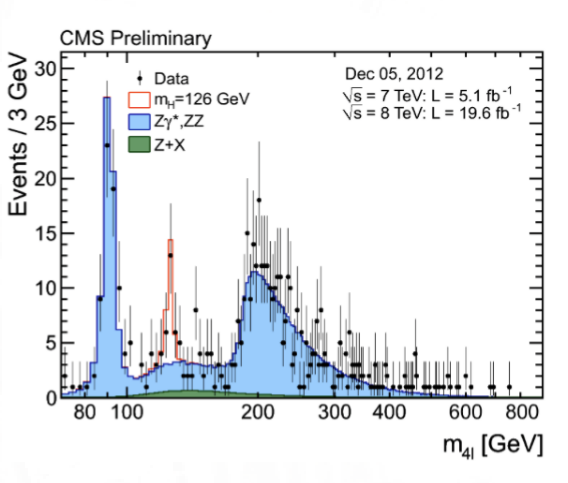 CMS Preliminary
Events / 3 GeV
30
25
20
15
10
5
0
Data
m_H=126 GeV
Zγ*,ZZ
Z+X
Dec 05, 2012
√s = 7 TeV: L = 5.1 fb⁻¹
√s = 8 TeV: L = 19.6 fb⁻¹
80 100 200 300 400 600 800
m_4l [GeV]